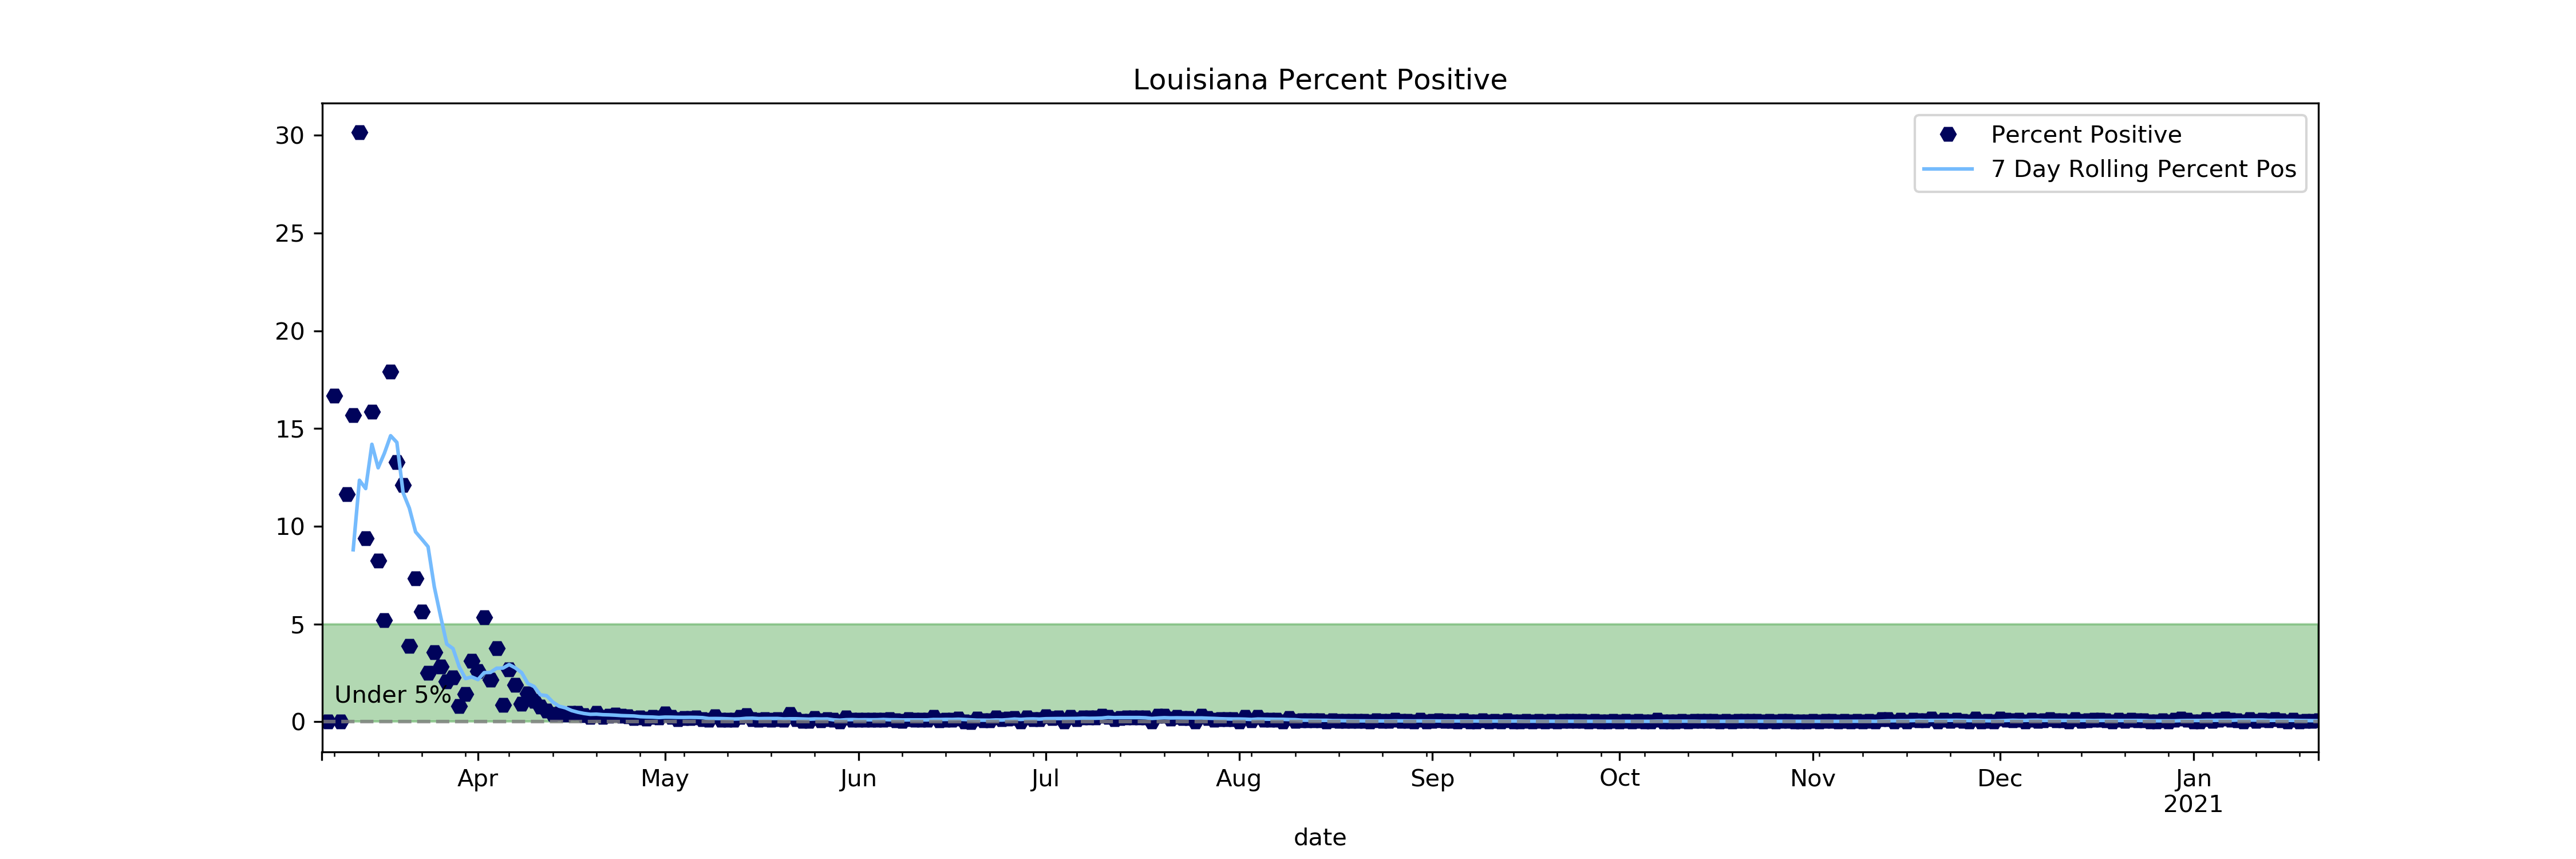 Louisiana Percent Positive
Percent Positive
7 Day Rolling Percent Pos
30
25
20
15
10
5
0
Under 5%
Apr May Jun Jul Aug Sep Oct Nov Dec Jan
2021
date